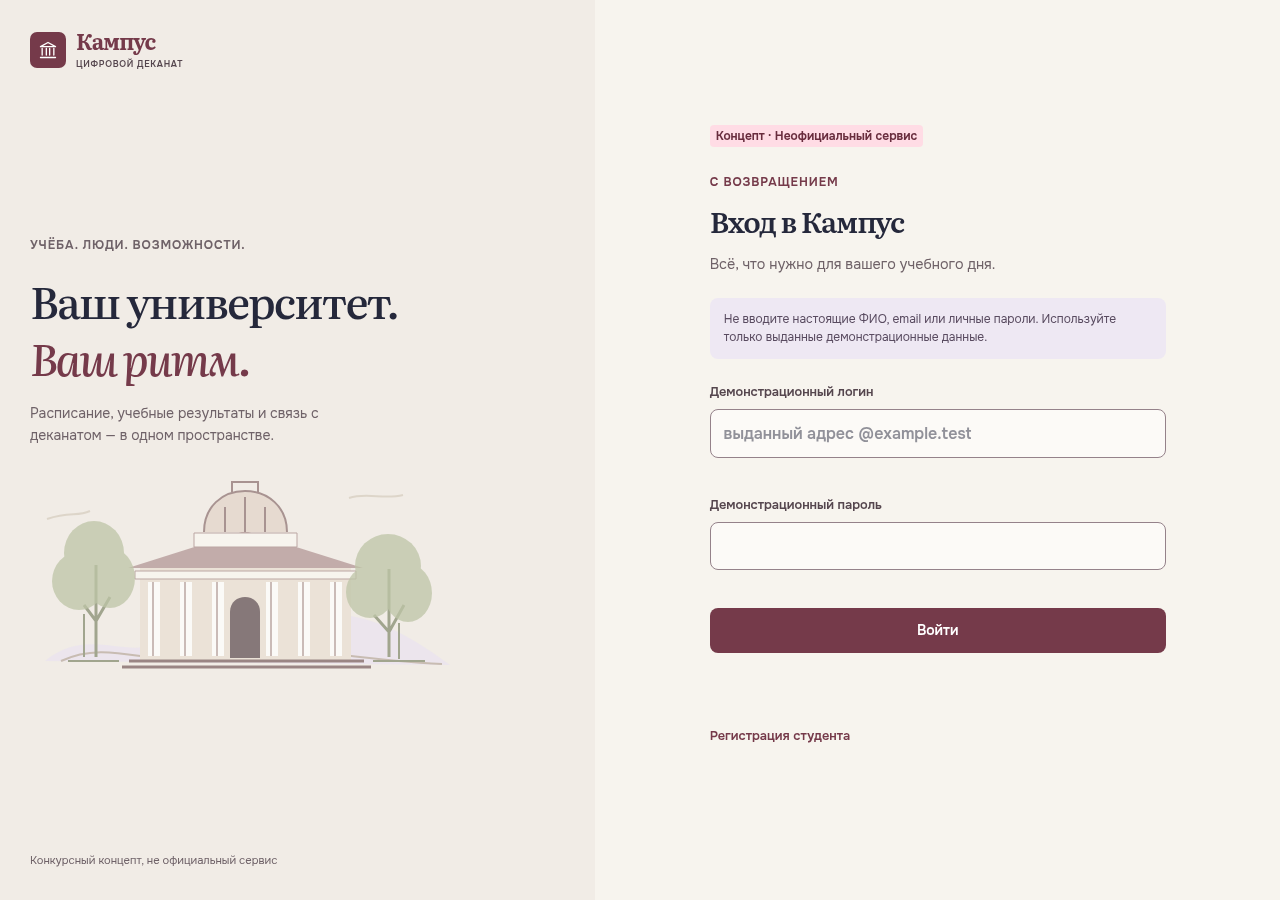 Кампус
ЦИФРОВОЙ ДЕКАНАТ
УЧЁБА. ЛЮДИ. ВОЗМОЖНОСТИ.
Ваш университет.
Ваш ритм.
Расписание, учебные результаты и связь с
деканатом — в одном пространстве.
Конкурсный концепт, не официальный сервис
Концепт · Неофициальный сервис
С ВОЗВРАЩЕНИЕМ
Вход в Кампус
Всё, что нужно для вашего учебного дня.
Не вводите настоящие ФИО, email или личные пароли. Используйте
только выданные демонстрационные данные.
Демонстрационный логин
выданный адрес @example.test
Демонстрационный пароль
Войти
Регистрация студента